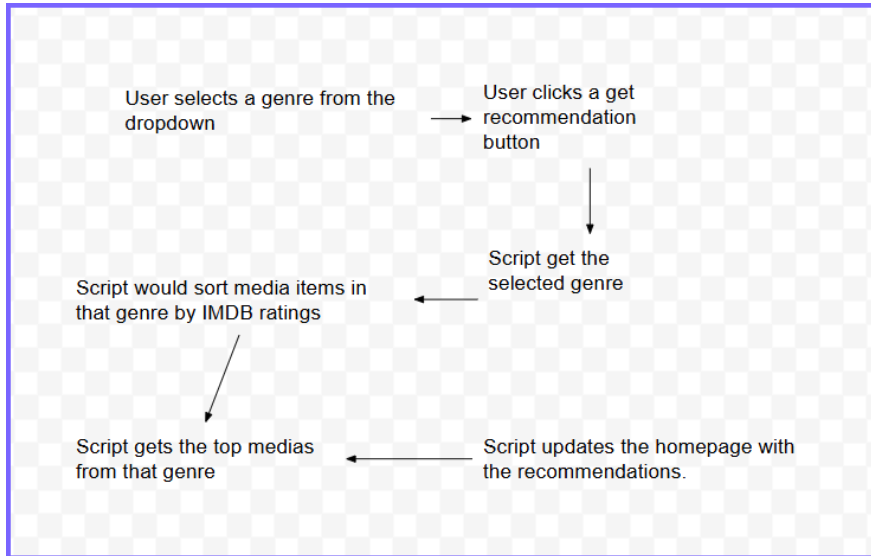 User selects a genre from the
dropdown
User clicks a get
recommendation
button
Script get the
selected genre
Script would sort media items in
that genre by IMDB ratings
Script gets the top medias
from that genre
Script updates the homepage with
the recommendations.